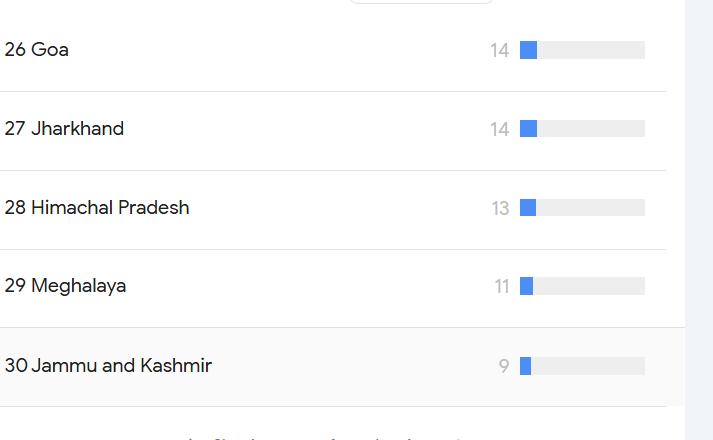 26 Goa 14
27 Jharkhand 14
28 Himachal Pradesh 13
29 Meghalaya 11
30 Jammu and Kashmir 9